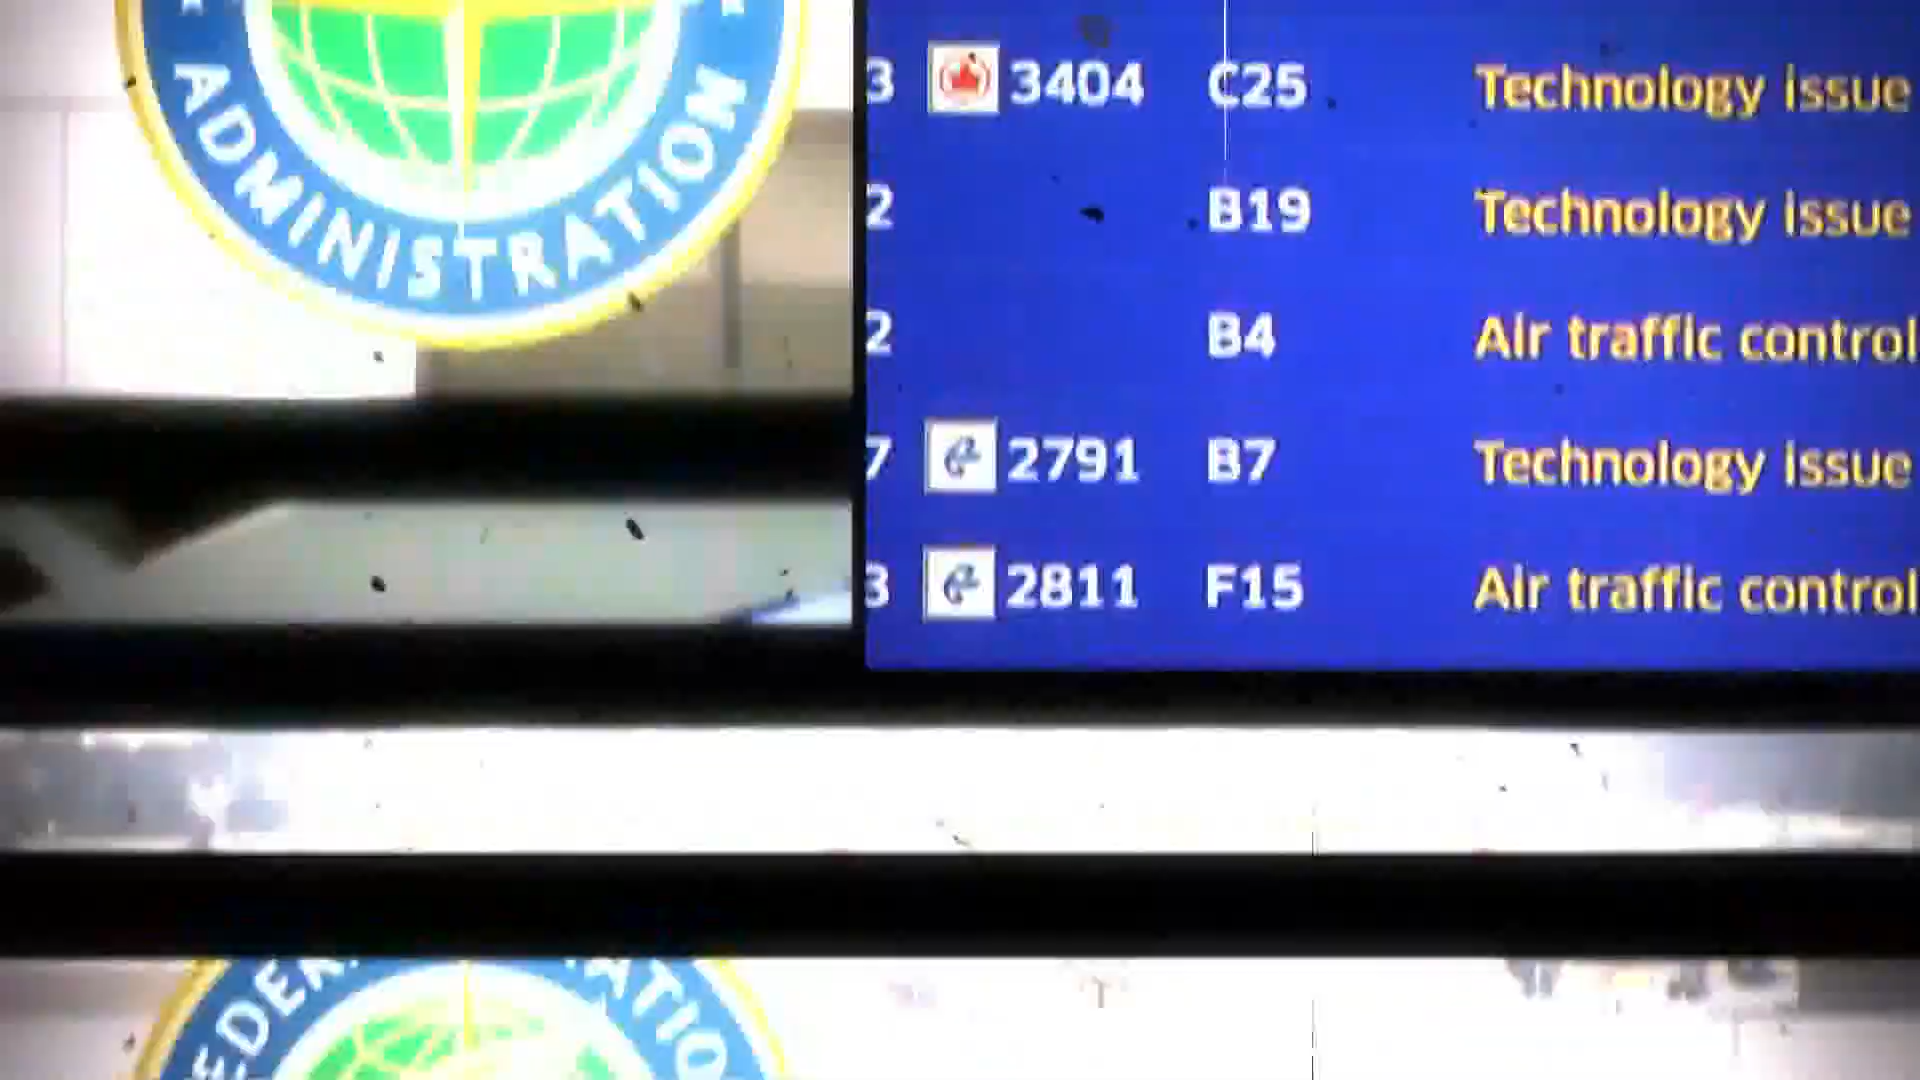 ADMINISTRATION
3 3404 C25 Technology issue
2 B19 Technology issue
2 B4 Air traffic control
7 2791 B7 Technology issue
3 2811 F15 Air traffic control